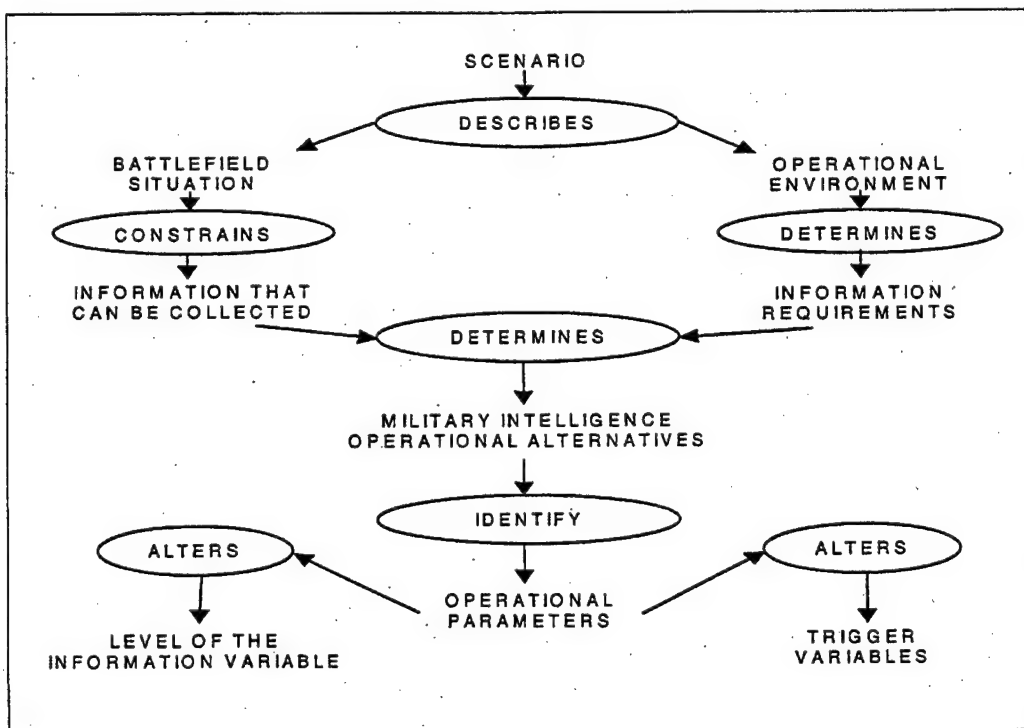 SCENARIO
DESCRIBES
BATTLEFIELD
SITUATION
OPERATIONAL
ENVIRONMENT
CONSTRAINS
DETERMINES
INFORMATION THAT
CAN BE COLLECTED
INFORMATION
REQUIREMENTS
DETERMINES
MILITARY INTELLIGENCE
OPERATIONAL ALTERNATIVES
IDENTIFY
ALTERS
ALTERS
OPERATIONAL
PARAMETERS
LEVEL OF THE
INFORMATION VARIABLE
TRIGGER
VARIABLES